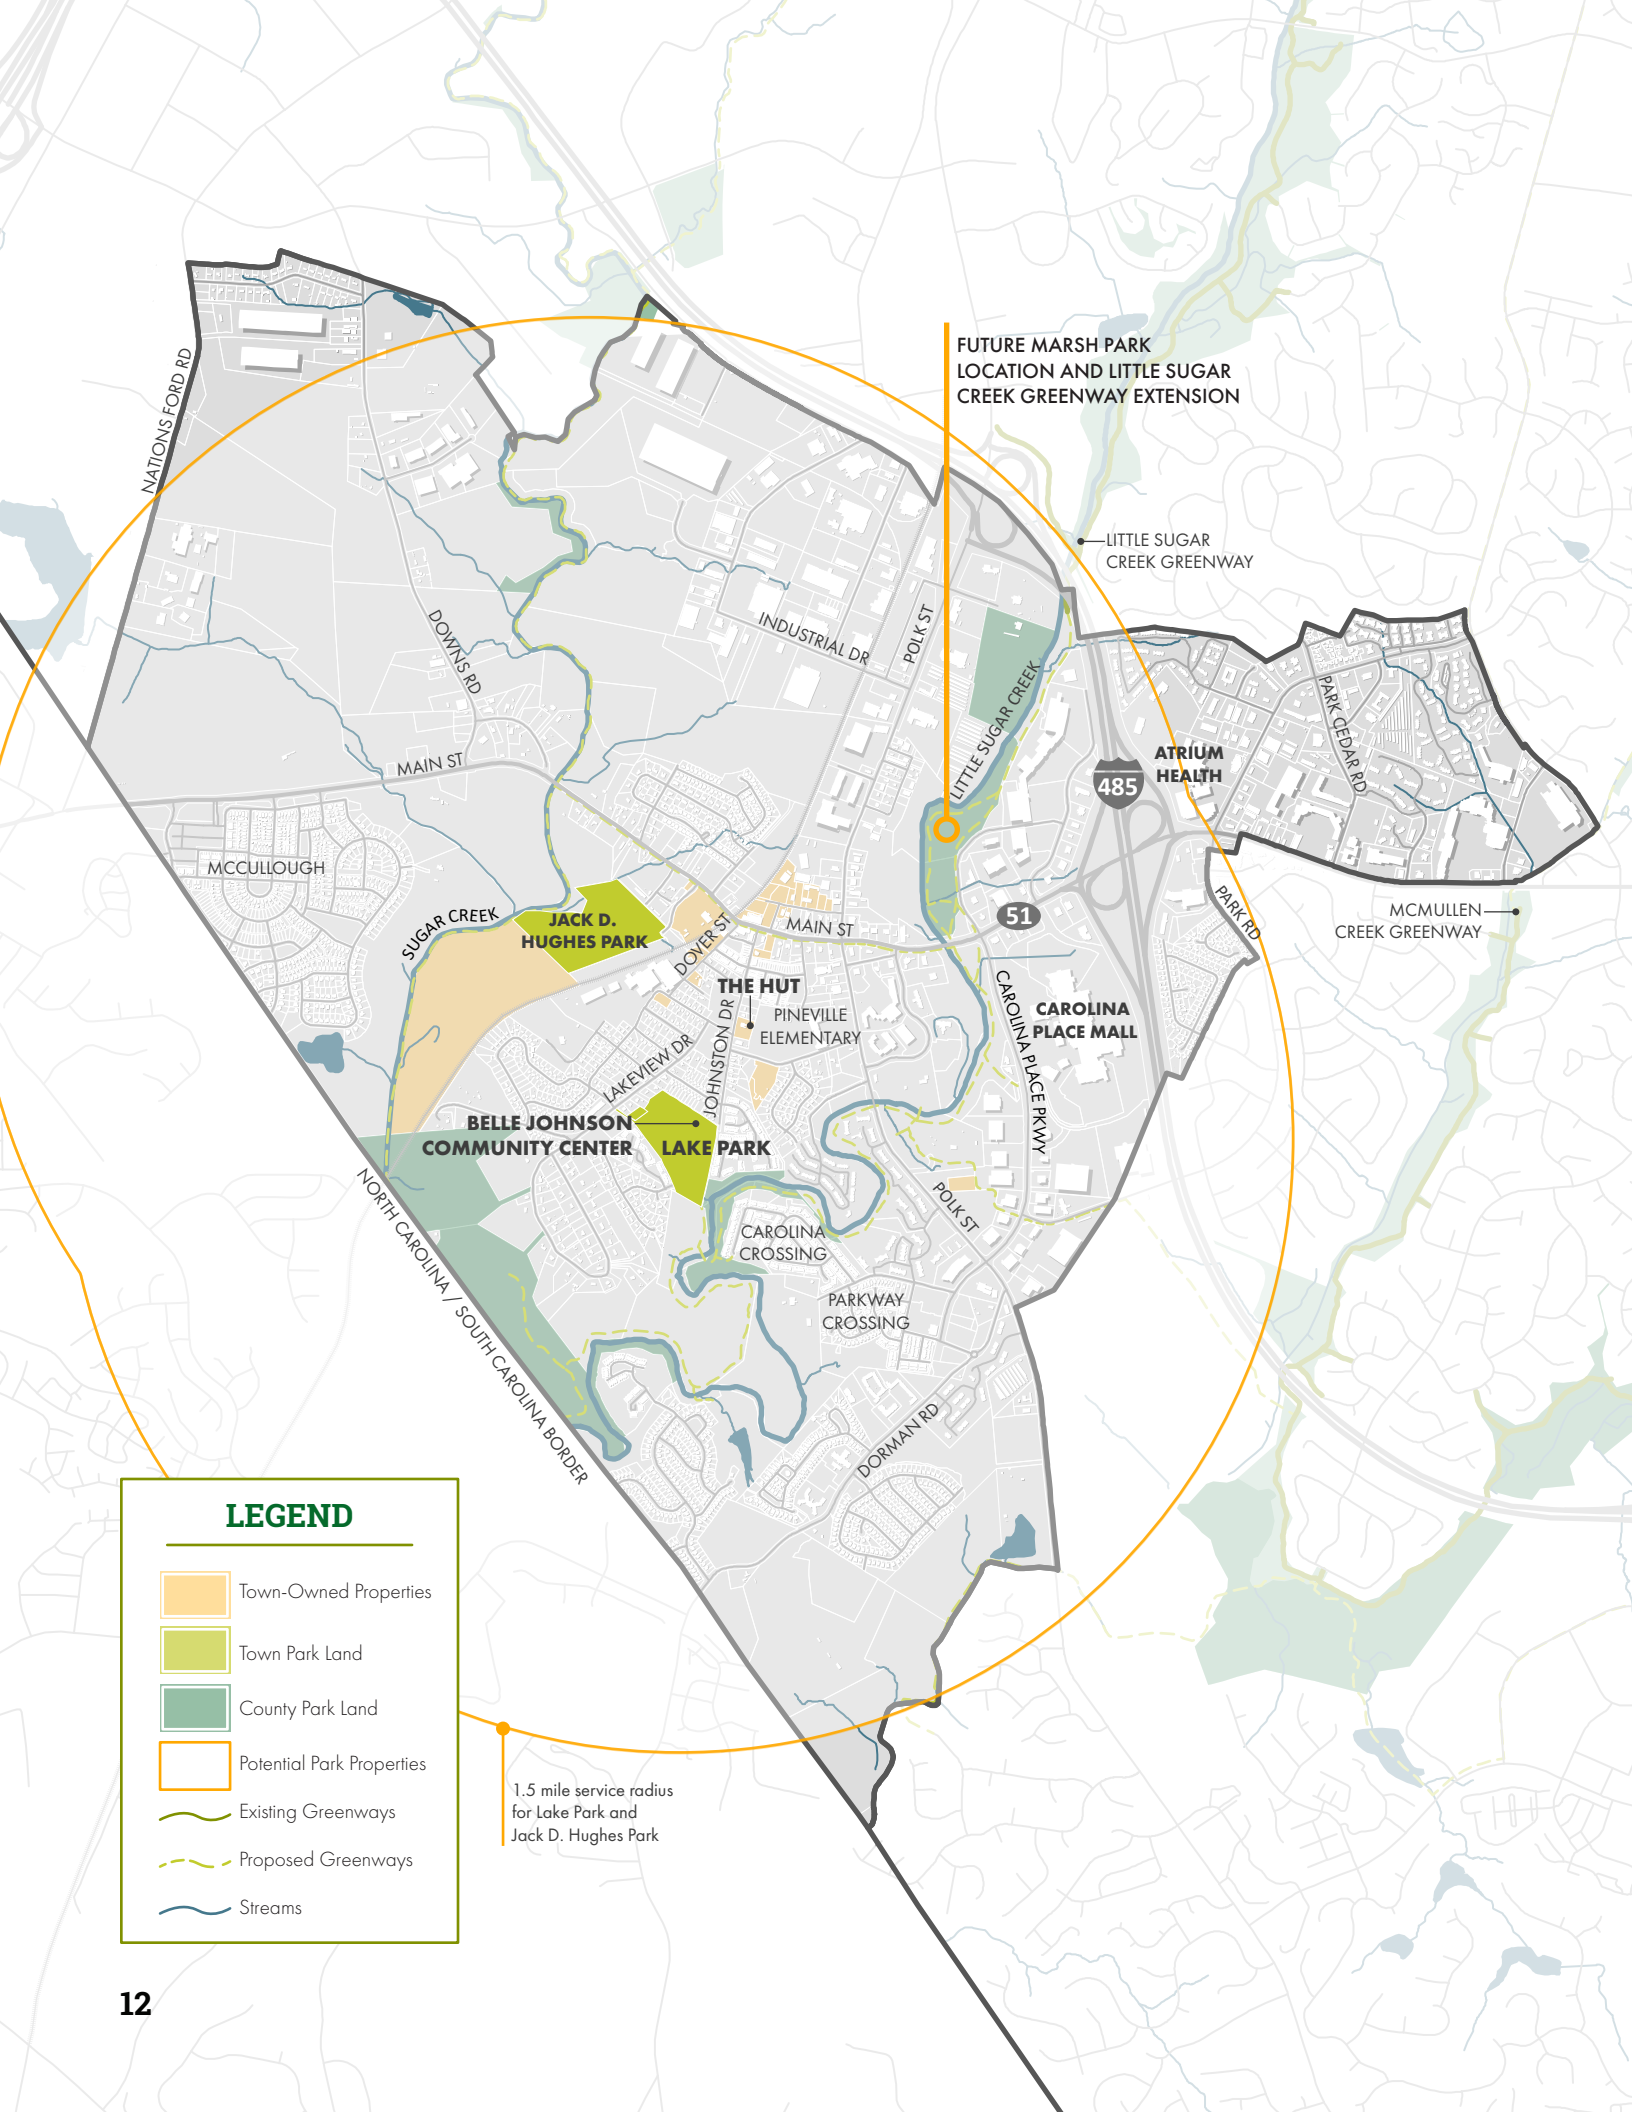 NATIONS FORD RD
FUTURE MARSH PARK
LOCATION AND LITTLE SUGAR
CREEK GREENWAY EXTENSION
LITTLE SUGAR
CREEK GREENWAY
DOWNS RD
INDUSTRIAL DR
POLK ST
LITTLE SUGAR CREEK
PARK CEDAR RD
MAIN ST
ATRIUM
HEALTH
485
MCCULLOUGH
SUGAR CREEK
JACK D.
HUGHES PARK
DOVER ST
MAIN ST
51
PARK RD
MCMULLEN
CREEK GREENWAY
THE HUT
PINEVILLE
ELEMENTARY
CAROLINA PLACE PKWY
CAROLINA
PLACE MALL
LAKEVIEW DR
JOHNSTON DR
BELLE JOHNSON
COMMUNITY CENTER
LAKE PARK
POLK ST
CAROLINA
CROSSING
PARKWAY
CROSSING
NORTH CAROLINA / SOUTH CAROLINA BORDER
DORMAN RD
LEGEND
Town-Owned Properties
Town Park Land
County Park Land
Potential Park Properties
Existing Greenways
Proposed Greenways
Streams
1.5 mile service radius
for Lake Park and
Jack D. Hughes Park
12